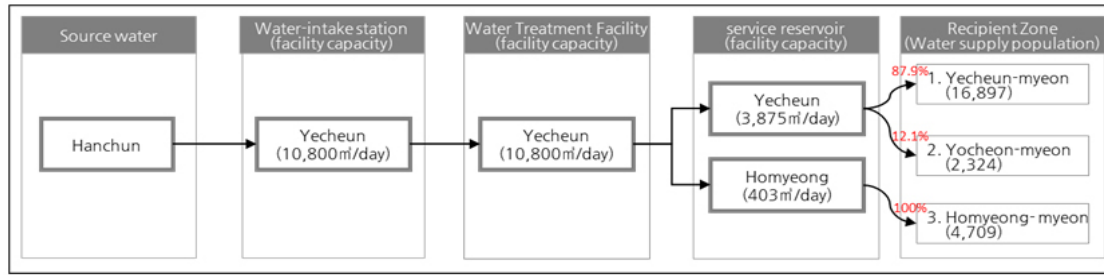 Source water
Water-intake station
(facility capacity)
Water Treatment Facility
(facility capacity)
service reservoir
(facility capacity)
Recipient Zone
(Water supply population)
Hanchun
Yecheun
(10,800㎥/day)
Yecheun
(10,800㎥/day)
Yecheun
(3,875㎥/day)
Homyeong
(403㎥/day)
87.9%
1. Yecheun-myeon
(16,897)
12.1%
2. Yocheon-myeon
(2,324)
100%
3. Homyeong-myeon
(4,709)